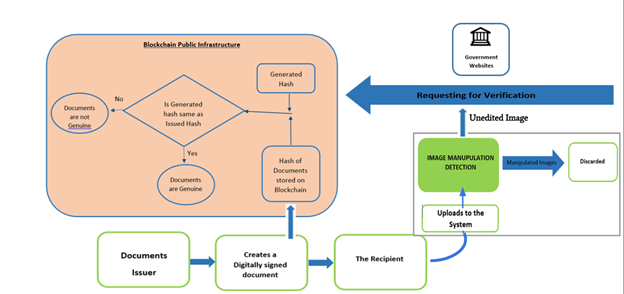 Blockchain Public Infrastructure
Government
Websites
Generated
Hash
Requesting for Verification
No
Is Generated
hash same as
Issued Hash
Documents
are not
Genuine
Unedited Image
Yes
Hash of
Documents
stored on
Blockchain
Documents
are Genuine
IMAGE MANUPULATION
DETECTION
Manipulated Images
Discarded
Uploads to the
System
Documents
Issuer
Creates a
Digitally signed
document
The Recipient